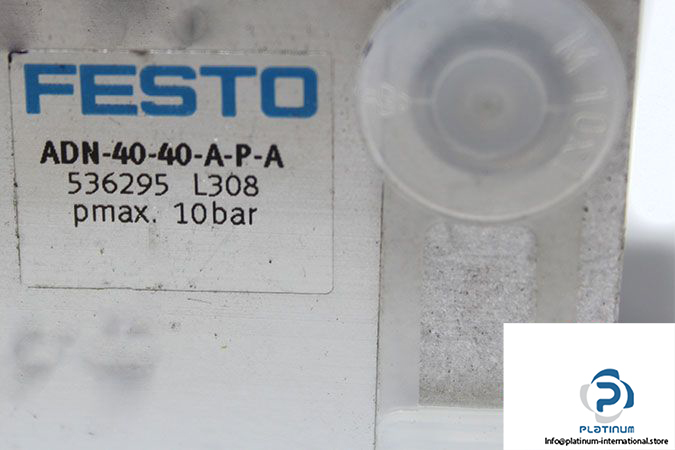 FESTO
ADN-40-40-A-P-A
536295 L308
pmax. 10bar
PLATINUM
Info@platinum-international.store